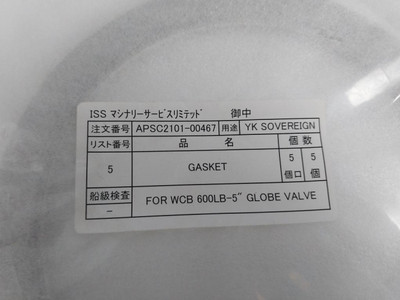 ISS マシナリーサービスリミテッド 御中
注文番号 APSC2101-00467 用途 YK SOVEREIGN
リスト番号 品 名 個 数
5 GASKET 5 個口 5 個
船級検査 - FOR WCB 600LB-5" GLOBE VALVE